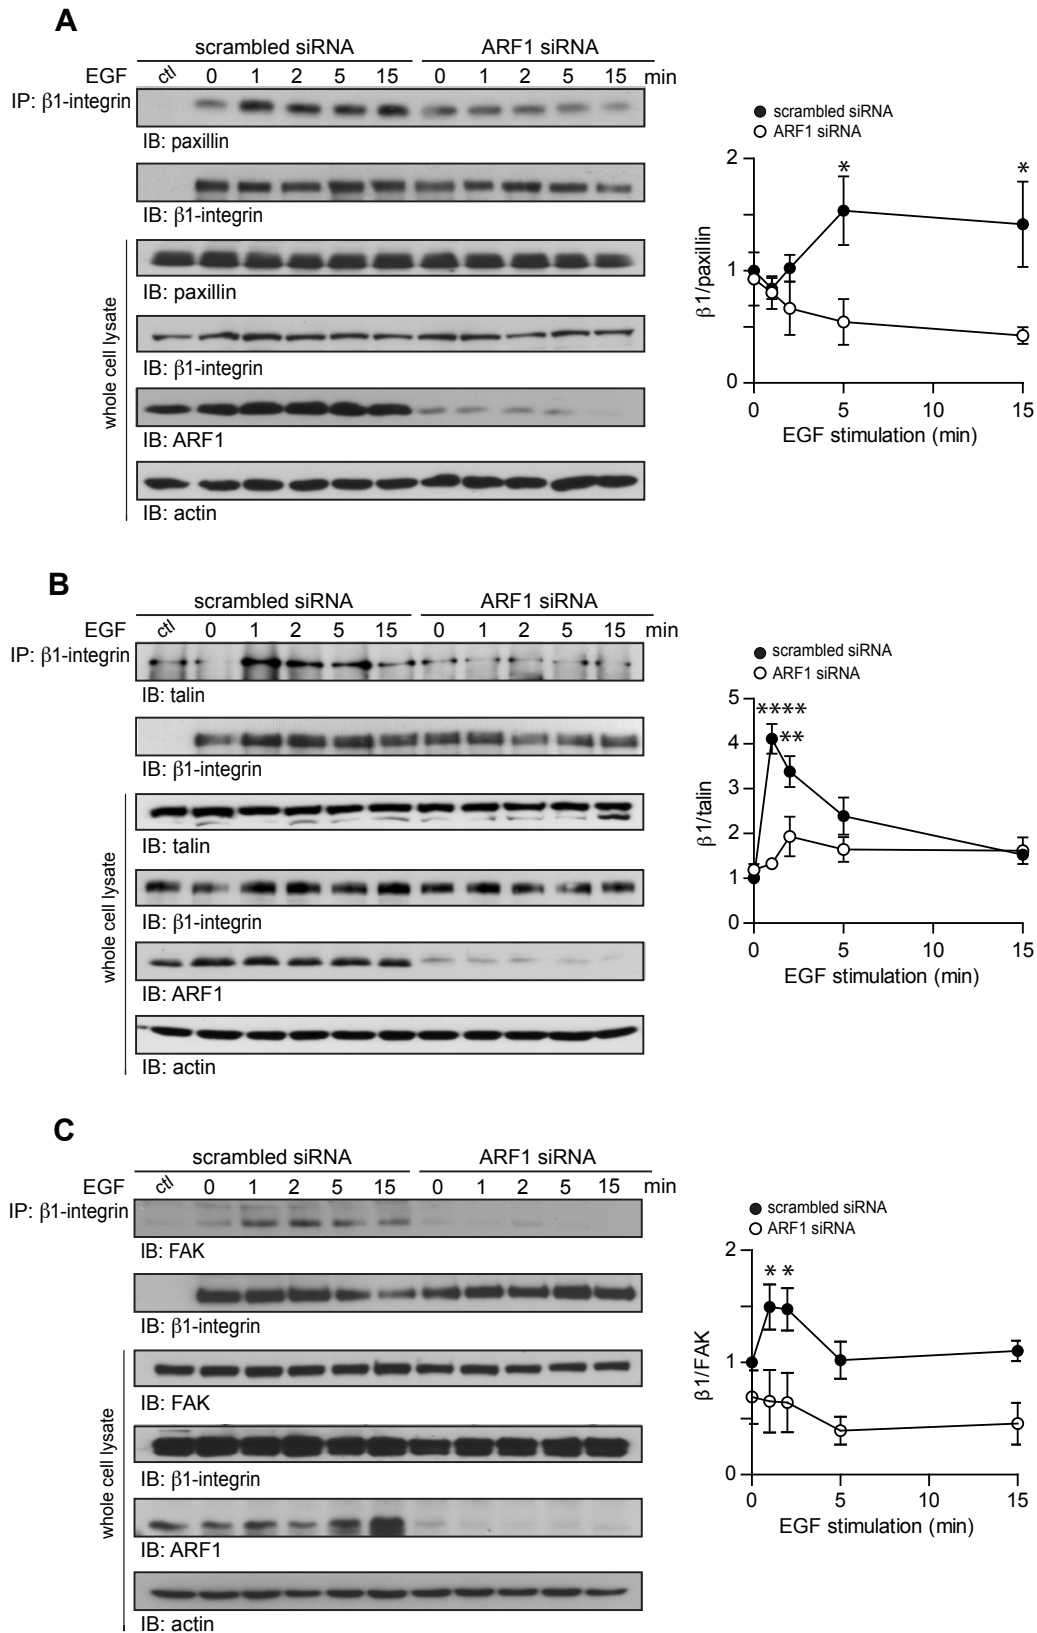 A
scrambled siRNA ARF1 siRNA
EGF ctl 0 1 2 5 15 0 1 2 5 15 min
IP: β1-integrin
IB: paxillin
IB: β1-integrin
IB: paxillin
IB: β1-integrin
IB: ARF1
IB: actin
whole cell lysate
scrambled siRNA
ARF1 siRNA
2
* *
1
0
β1/paxillin
0 5 10 15
EGF stimulation (min)
B
scrambled siRNA ARF1 siRNA
EGF ctl 0 1 2 5 15 0 1 2 5 15 min
IP: β1-integrin
IB: talin
IB: β1-integrin
IB: talin
IB: β1-integrin
IB: ARF1
IB: actin
whole cell lysate
scrambled siRNA
ARF1 siRNA
5
****
**
4
3
2
1
0
β1/talin
0 5 10 15
EGF stimulation (min)
C
scrambled siRNA ARF1 siRNA
EGF ctl 0 1 2 5 15 0 1 2 5 15 min
IP: β1-integrin
IB: FAK
IB: β1-integrin
IB: FAK
IB: β1-integrin
IB: ARF1
IB: actin
whole cell lysate
scrambled siRNA
ARF1 siRNA
2
* *
1
0
β1/FAK
0 5 10 15
EGF stimulation (min)